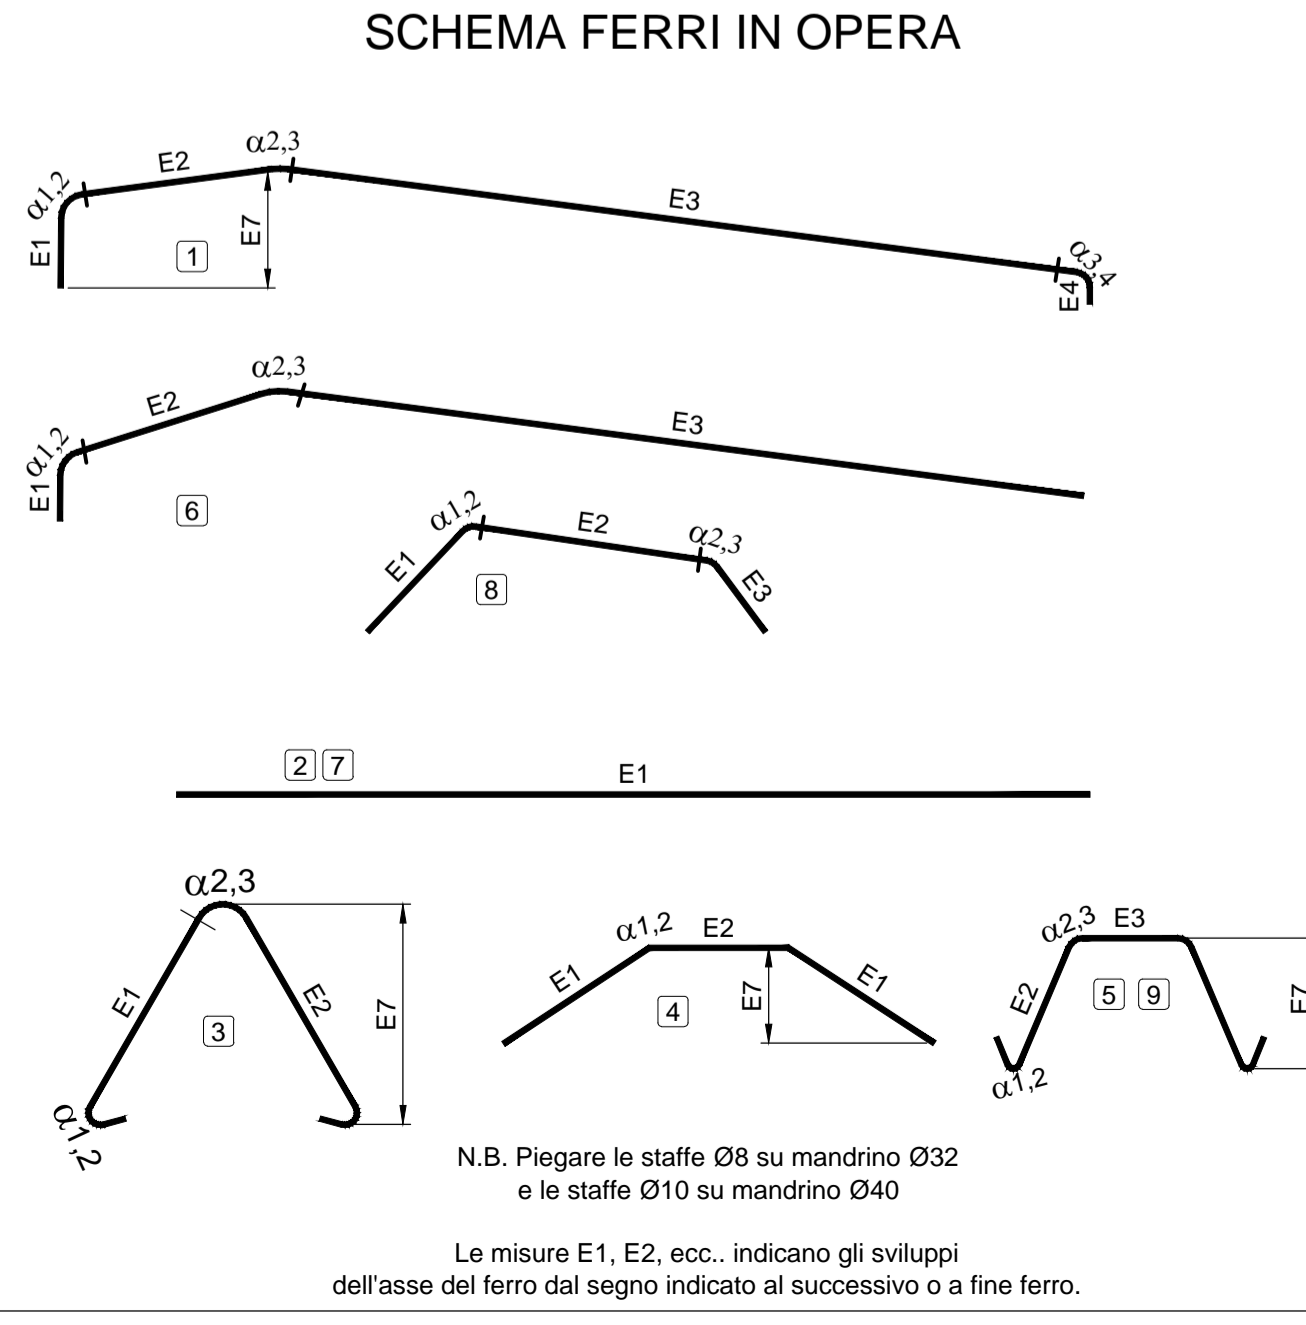 SCHEMA FERRI IN OPERA
α1,2
E2
α2,3
E3
α3,4
E1
1
E7
E4
α2,3
E2
E3
α1,2
E1
6
α1,2
E2
α2,3
E1
8
E3
2 7
E1
α2,3
E1
E2
E7
3
α1,2
α1,2
E2
E1
E1
E7
4
α2,3
E3
E2
5 9
E7
α1,2
N.B. Piegare le staffe Ø8 su mandrino Ø32
e le staffe Ø10 su mandrino Ø40
Le misure E1, E2, ecc.. indicano gli sviluppi
dell'asse del ferro dal segno indicato al successivo o a fine ferro.